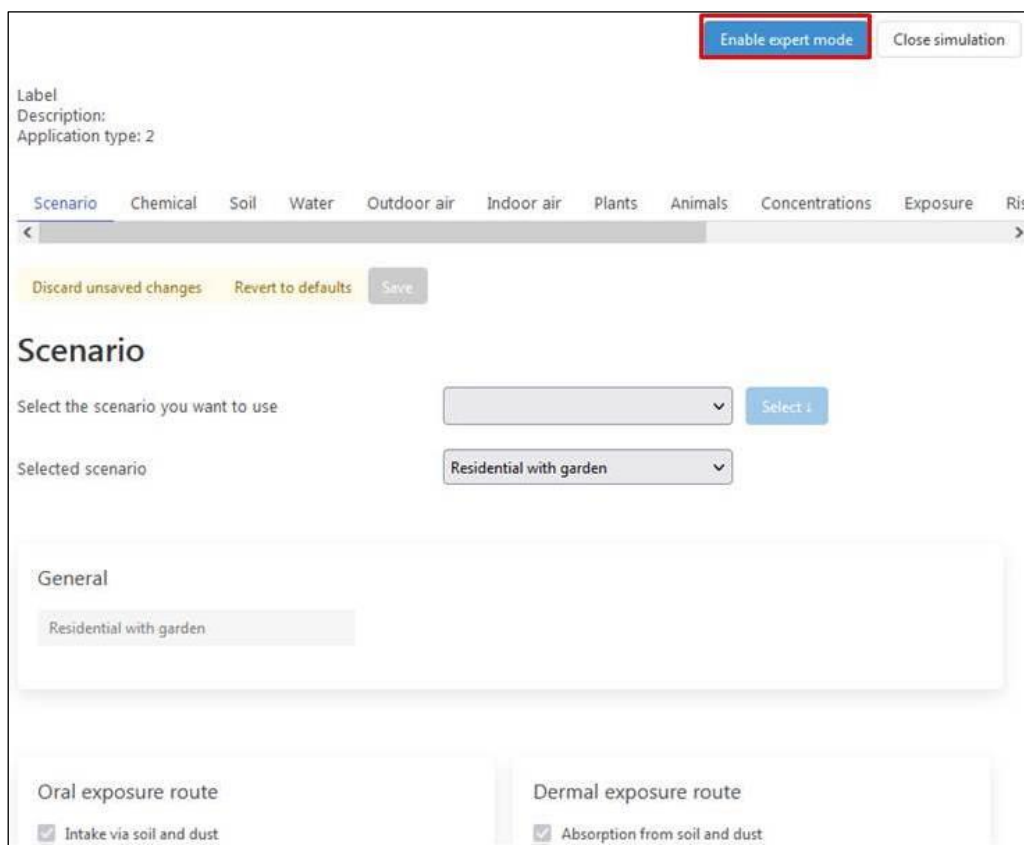 Enable expert mode Close simulation
Label
Description:
Application type: 2
Scenario Chemical Soil Water Outdoor air Indoor air Plants Animals Concentrations Exposure Ris
Discard unsaved changes Revert to defaults Save
Scenario
Select the scenario you want to use Select ↓
Selected scenario Residential with garden
General
Residential with garden
Oral exposure route Dermal exposure route
Intake via soil and dust Absorption from soil and dust